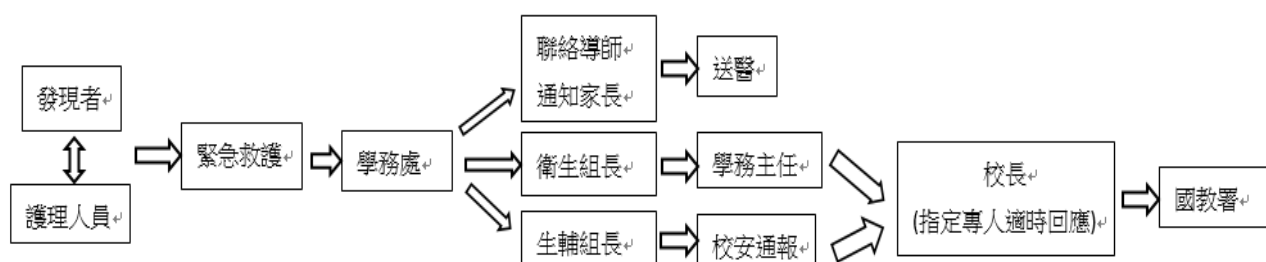 發現者
護理人員
緊急救護
學務處
聯絡導師
通知家長
送醫
衛生組長
學務主任
生輔組長
校安通報
校長
(指定專人適時回應)
國教署